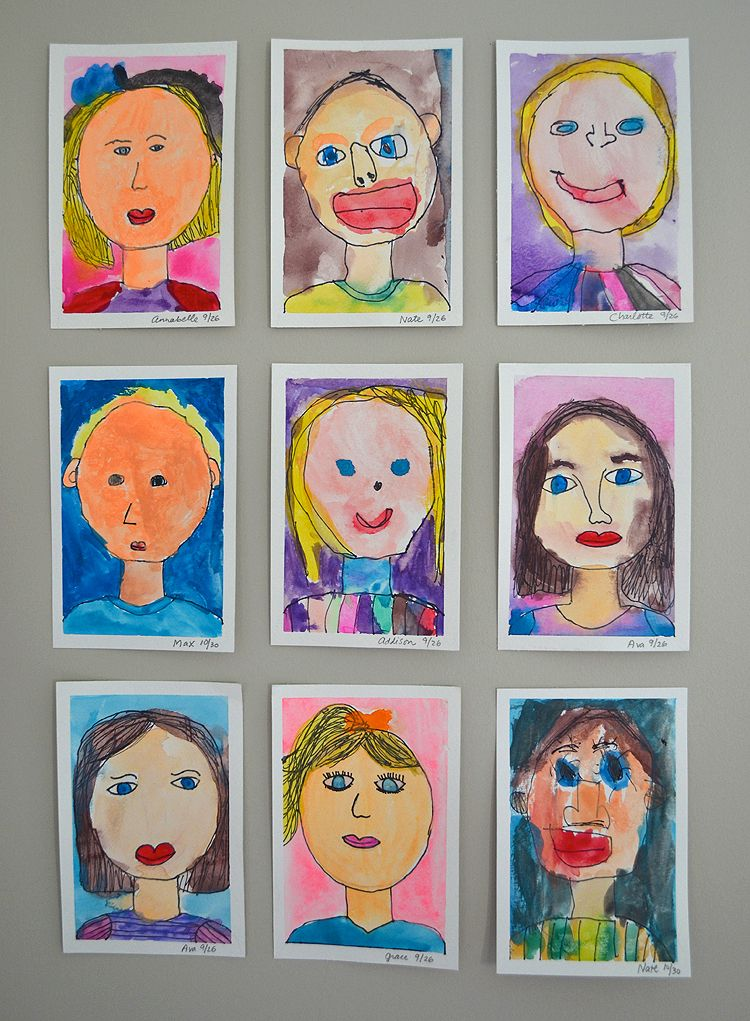 Annabelle 9/26
Nate 9/26
Charlotte 9/26
Max 10/30
Addison 9/26
Ava 9/26
Ava 9/26
Grace 9/26
Nate 10/30